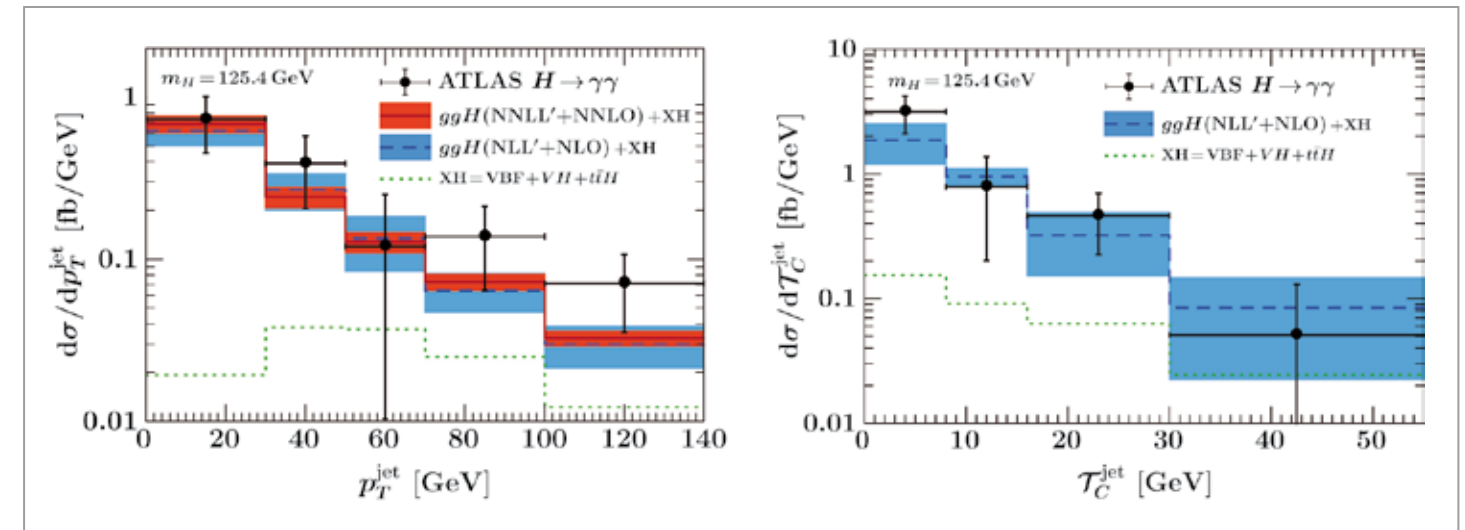 m_H = 125.4 GeV
ATLAS H → γγ
ggH(NNLL′+NNLO)+XH
ggH(NLL′+NLO)+XH
XH=VBF+VH+tt̄H
dσ/dp_T^jet [fb/GeV]
1
0.1
0.01
0 20 40 60 80 100 120 140
p_T^jet [GeV]
m_H = 125.4 GeV
ATLAS H → γγ
ggH(NLL′+NLO)+XH
XH=VBF+VH+tt̄H
dσ/d𝒯_C^jet [fb/GeV]
10
1
0.1
0.01
0 10 20 30 40 50
𝒯_C^jet [GeV]